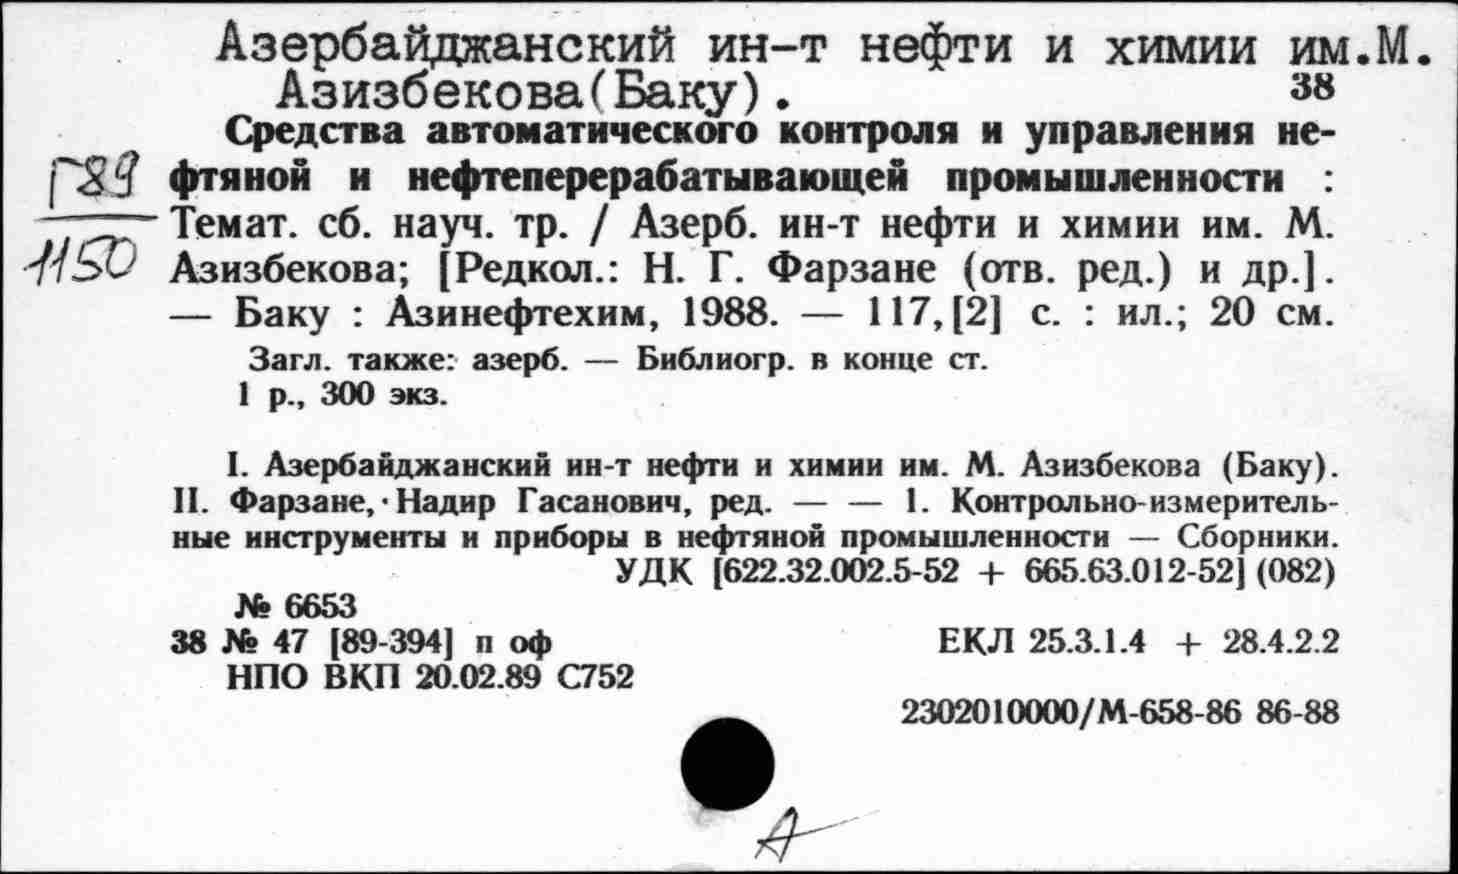 Азербайджанский ин-т нефти и химии им.М.
Азизбекова(Баку).
38
Средства автоматического контроля и управления не-
Г89 фтяной и нефтеперерабатывающей промышленности :
Темат. сб. науч. тр. / Азерб. ин-т нефти и химии им. М.
1150 Азизбекова; [Редкол.: Н. Г. Фарзане (отв. ред.) и др.].
— Баку : Азинефтехим, 1988. — 117,[2] с. : ил.; 20 см.
Загл. также: азерб. — Библиогр. в конце ст.
1 р., 300 экз.
I. Азербайджанский ин-т нефти и химии им. М. Азизбекова (Баку).
II. Фарзане, Надир Гасанович, ред. — — 1. Контрольно-измеритель-
ные инструменты и приборы в нефтяной промышленности — Сборники.
УДК [622.32.002.5-52 + 665.63.012-52] (082)
№ 6653
38 № 47 [89-394] п оф
ЕКЛ 25.3.1.4 + 28.4.2.2
НПО ВКП 20.02.89 С752
2302010000/М-658-86 86-88
А